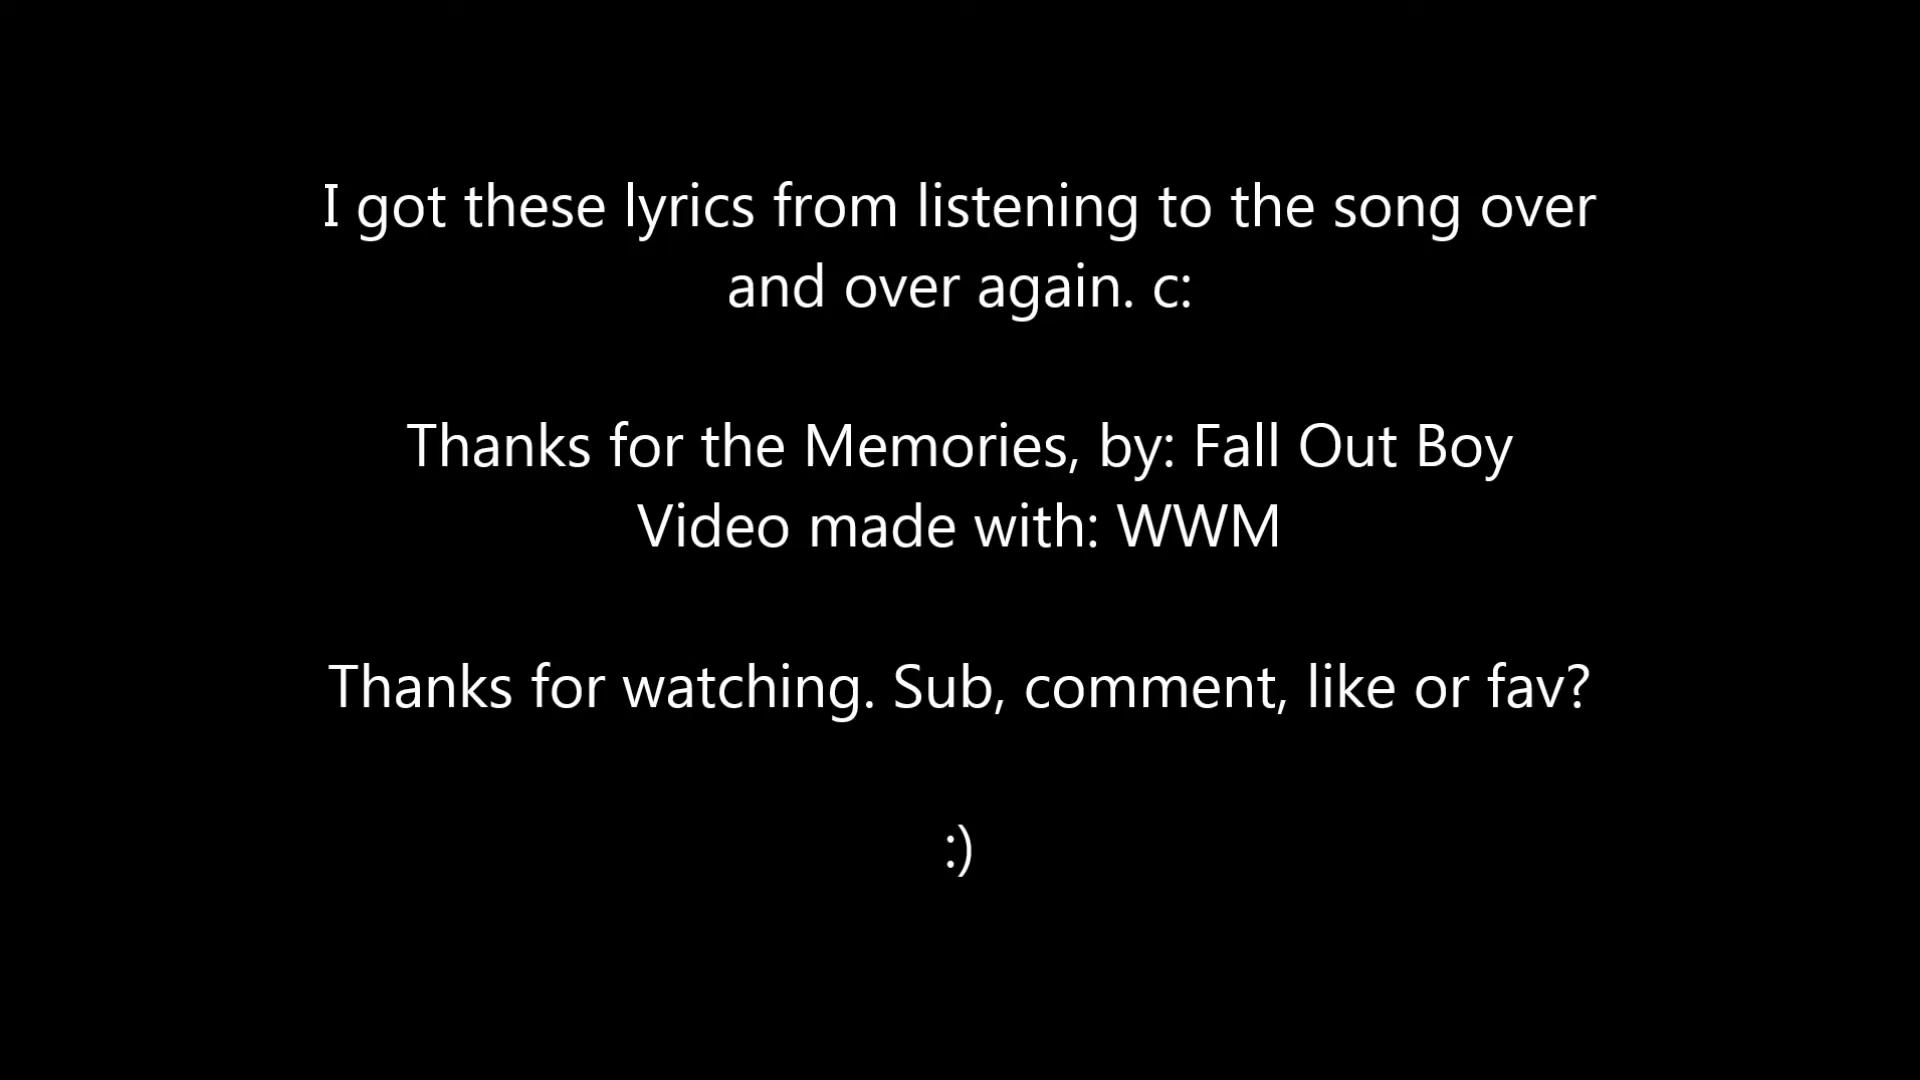 I got these lyrics from listening to the song over
and over again. c:
Thanks for the Memories, by: Fall Out Boy
Video made with: WWM
Thanks for watching. Sub, comment, like or fav?
:)